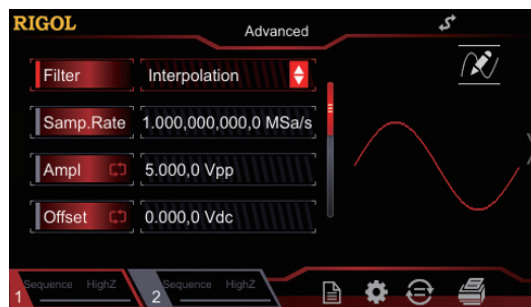 RIGOL
Advanced
Filter Interpolation
Samp.Rate 1.000,000,000,0 MSa/s
Ampl 5.000,0 Vpp
Offset 0.000,0 Vdc
1 Sequence HighZ 2 Sequence HighZ